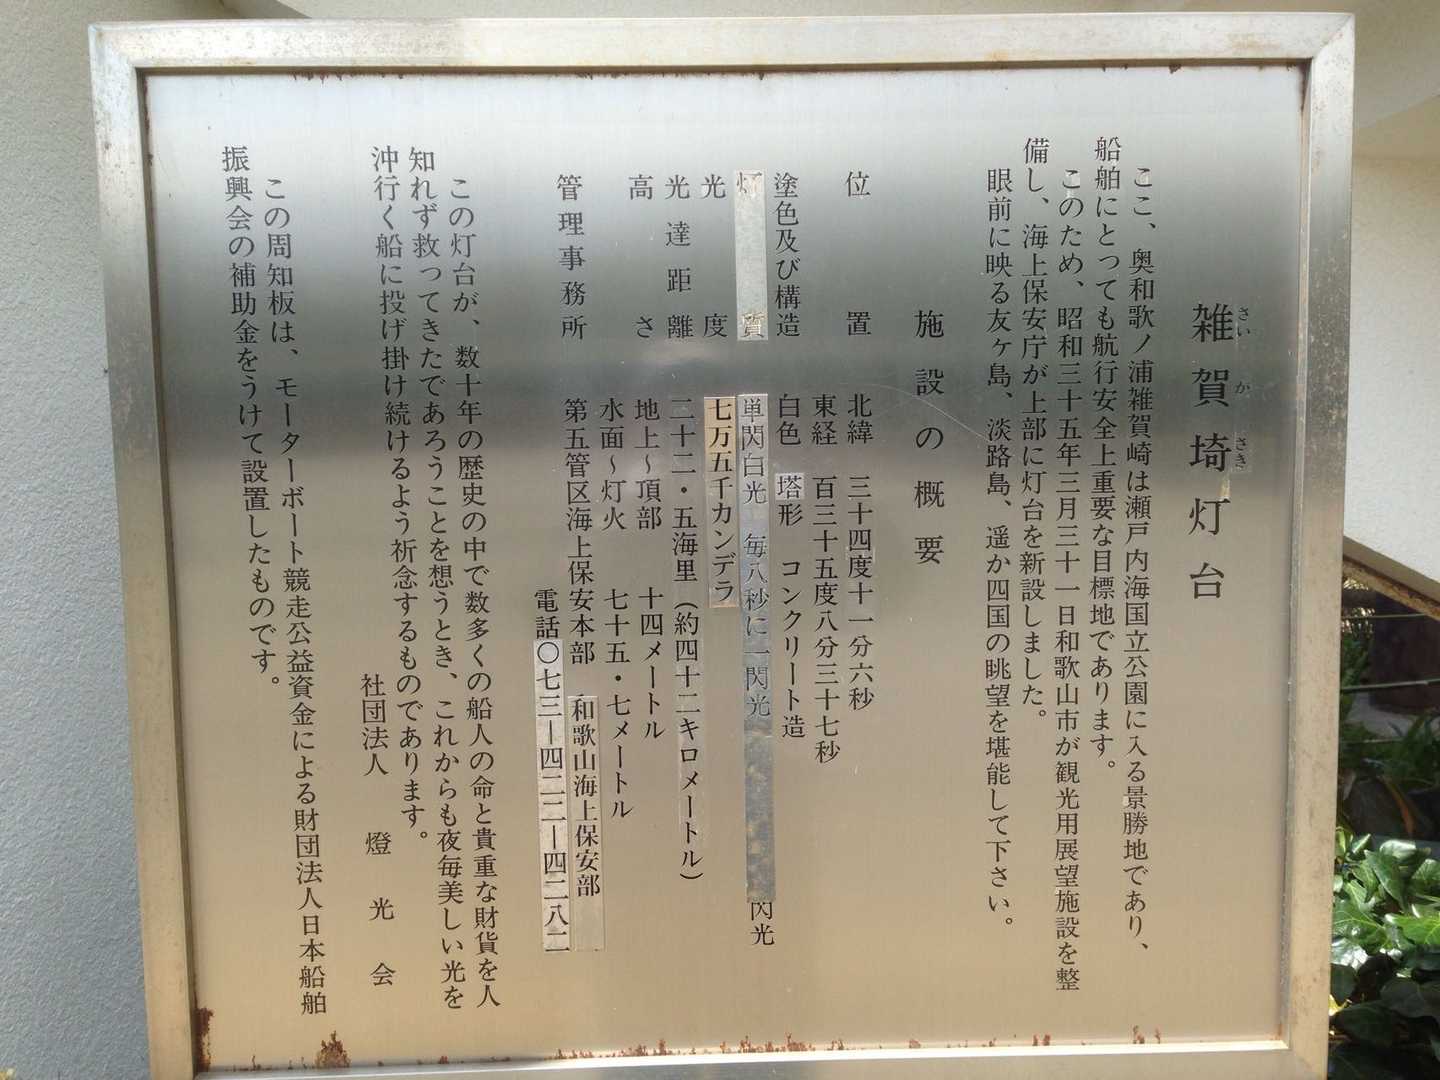 雑賀埼灯台
さいかさき
ここ、奥和歌ノ浦雑賀崎は瀬戸内海国立公園に入る景勝地であり、
船舶にとっても航行安全上重要な目標地であります。
このため、昭和三十五年三月三十一日和歌山市が観光用展望施設を整
備し、海上保安庁が上部に灯台を新設しました。
眼前に映る友ヶ島、淡路島、遥か四国の眺望を堪能して下さい。
施設の概要
位置 北緯 三十四度十一分六秒
東経 百三十五度八分三十七秒
塗色及び構造 白色 塔形 コンクリート造
灯質 単閃白光 毎八秒に一閃光 閃光
光度 七万五千カンデラ
光達距離 二十二・五海里(約四十二キロメートル)
高さ 地上~頂部 十四メートル
水面~灯火 七十五・七メートル
管理事務所 第五管区海上保安本部 和歌山海上保安部
電話〇七三ー四二二ー四二八二
この灯台が、数十年の歴史の中で数多くの船人の命と貴重な財貨を人
知れず救ってきたであろうことを想うとき、これからも夜毎美しい光を
沖行く船に投げ掛け続けるよう祈念するものであります。
社団法人 燈光会
この周知板は、モーターボート競走公益資金による財団法人日本船舶
振興会の補助金をうけて設置したものです。